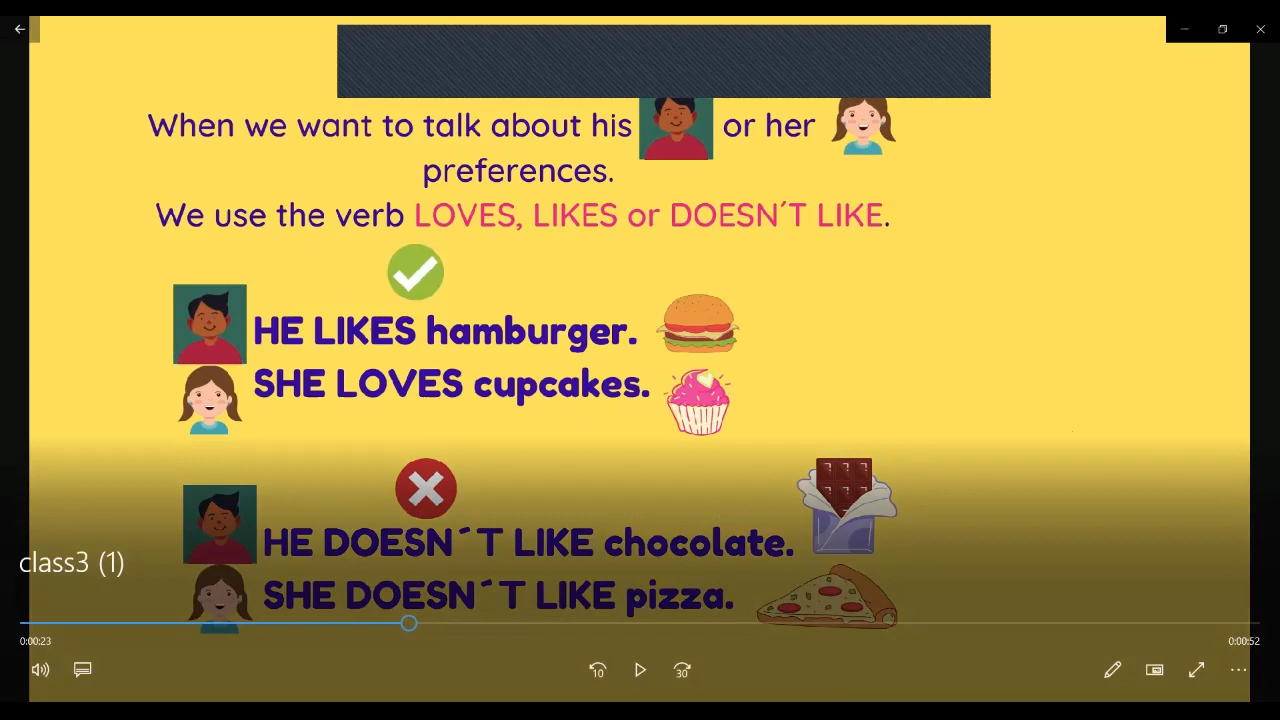 When we want to talk about his or her
preferences.
We use the verb LOVES, LIKES or DOESN´T LIKE.
HE LIKES hamburger.
SHE LOVES cupcakes.
HE DOESN´T LIKE chocolate.
class3 (1)
SHE DOESN´T LIKE pizza.
0:00:23
0:00:52
10
30